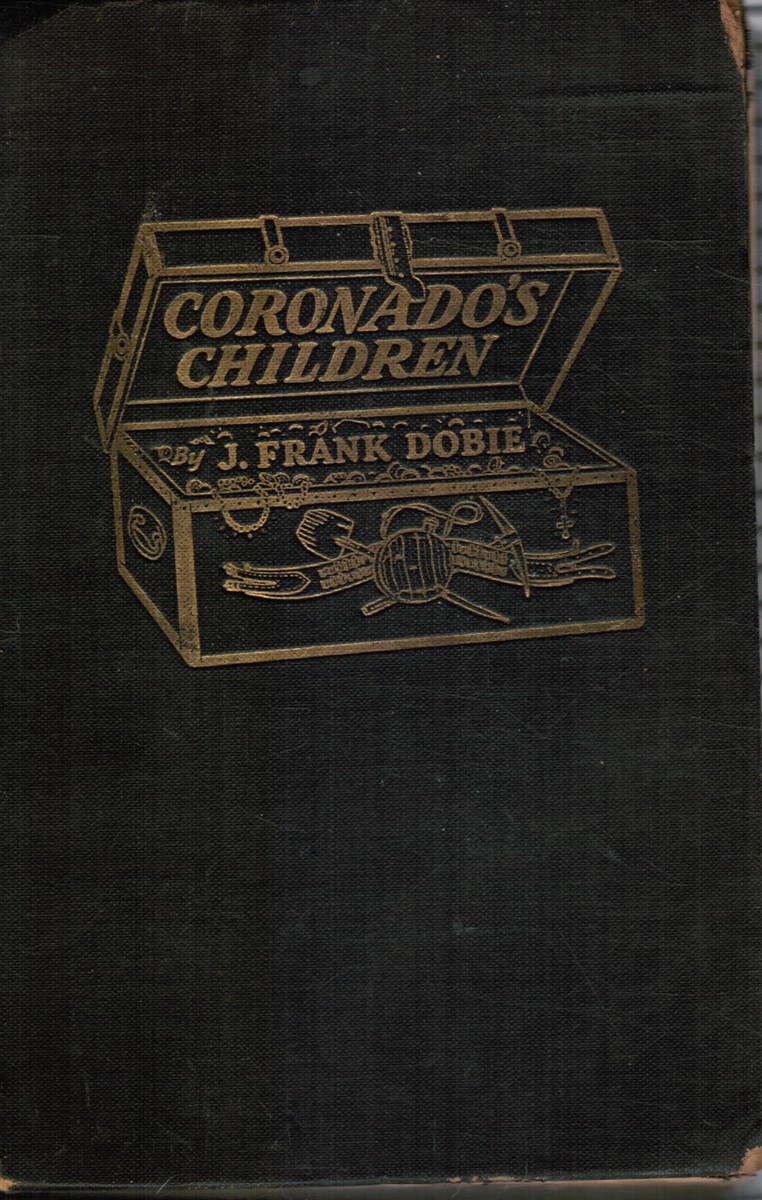 CORONADO'S
CHILDREN
By J. FRANK DOBIE